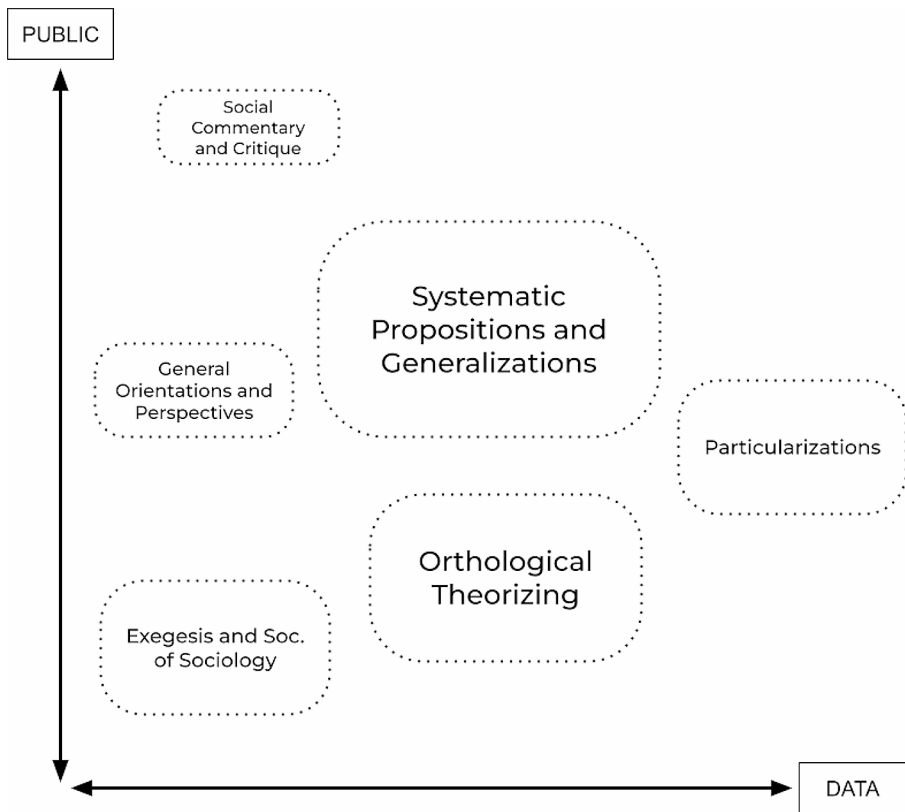 PUBLIC
Social
Commentary
and Critique
Systematic
Propositions and
Generalizations
General
Orientations and
Perspectives
Particularizations
Orthological
Theorizing
Exegesis and Soc.
of Sociology
DATA